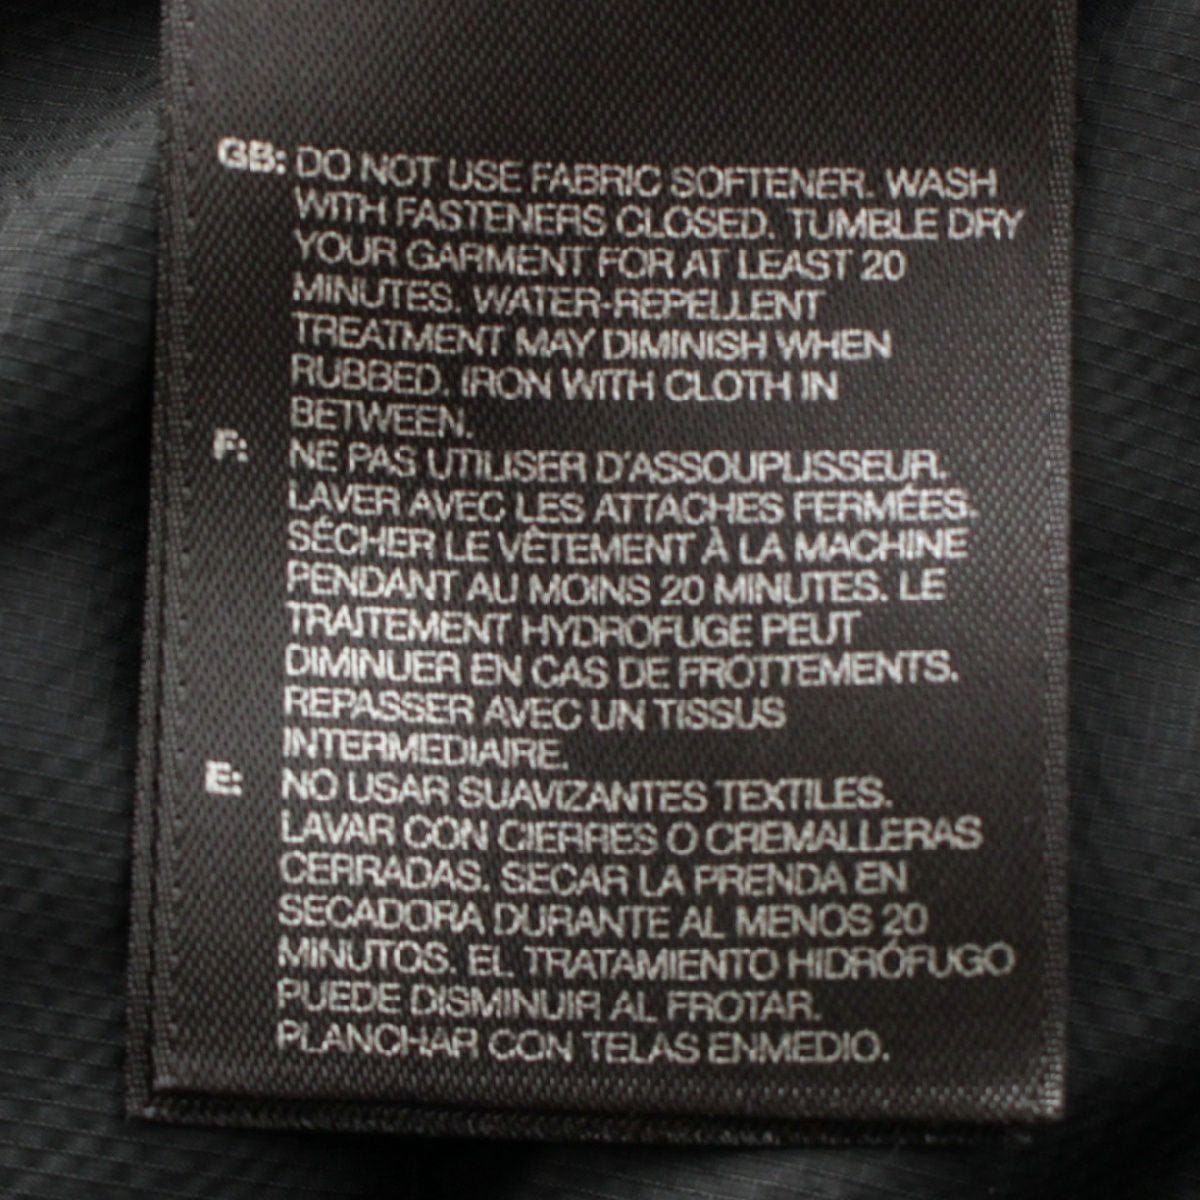 GB: DO NOT USE FABRIC SOFTENER. WASH
WITH FASTENERS CLOSED. TUMBLE DRY
YOUR GARMENT FOR AT LEAST 20
MINUTES. WATER-REPELLENT
TREATMENT MAY DIMINISH WHEN
RUBBED. IRON WITH CLOTH IN
BETWEEN.
F: NE PAS UTILISER D'ASSOUPLISSEUR.
LAVER AVEC LES ATTACHES FERMÉES.
SÉCHER LE VÊTEMENT À LA MACHINE
PENDANT AU MOINS 20 MINUTES. LE
TRAITEMENT HYDROFUGE PEUT
DIMINUER EN CAS DE FROTTEMENTS.
REPASSER AVEC UN TISSUS
INTERMEDIAIRE.
E: NO USAR SUAVIZANTES TEXTILES.
LAVAR CON CIERRES O CREMALLERAS
CERRADAS. SECAR LA PRENDA EN
SECADORA DURANTE AL MENOS 20
MINUTOS. EL TRATAMIENTO HIDRÓFUGO
PUEDE DISMINUIR AL FROTAR.
PLANCHAR CON TELAS ENMEDIO.